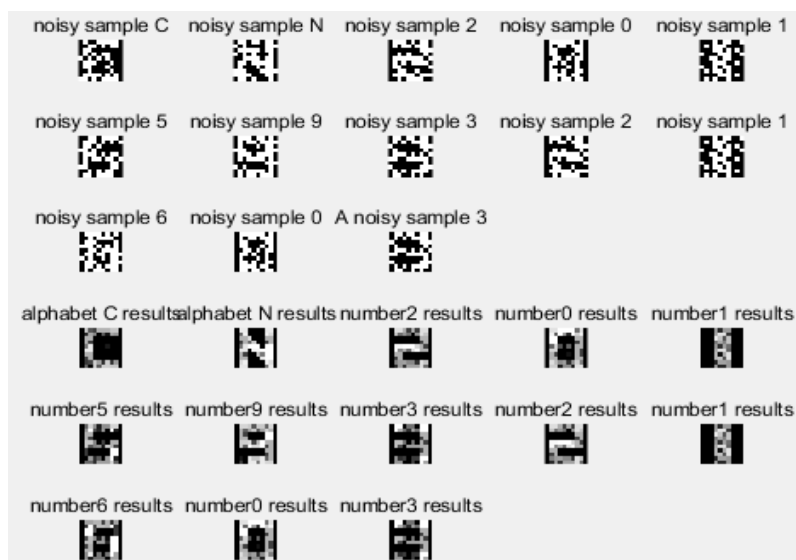 noisy sample C noisy sample N noisy sample 2 noisy sample 0 noisy sample 1
noisy sample 5 noisy sample 9 noisy sample 3 noisy sample 2 noisy sample 1
noisy sample 6 noisy sample 0 A noisy sample 3
alphabet C results alphabet N results number2 results number0 results number1 results
number5 results number9 results number3 results number2 results number1 results
number6 results number0 results number3 results